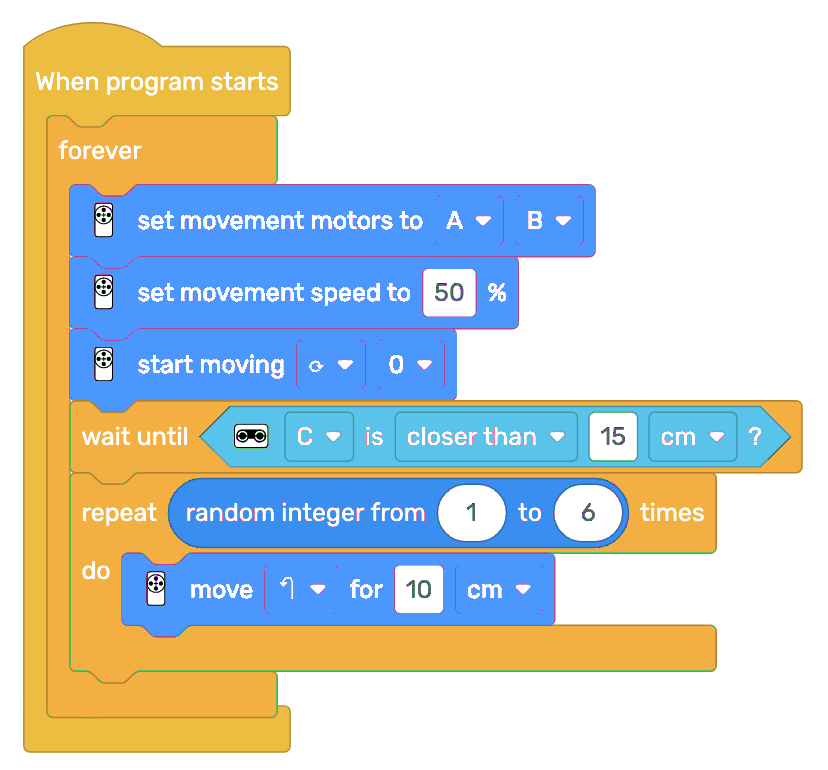 When program starts
forever
set movement motors to A B
set movement speed to 50 %
start moving 0
wait until C is closer than 15 cm ?
repeat random integer from 1 to 6 times
do move for 10 cm